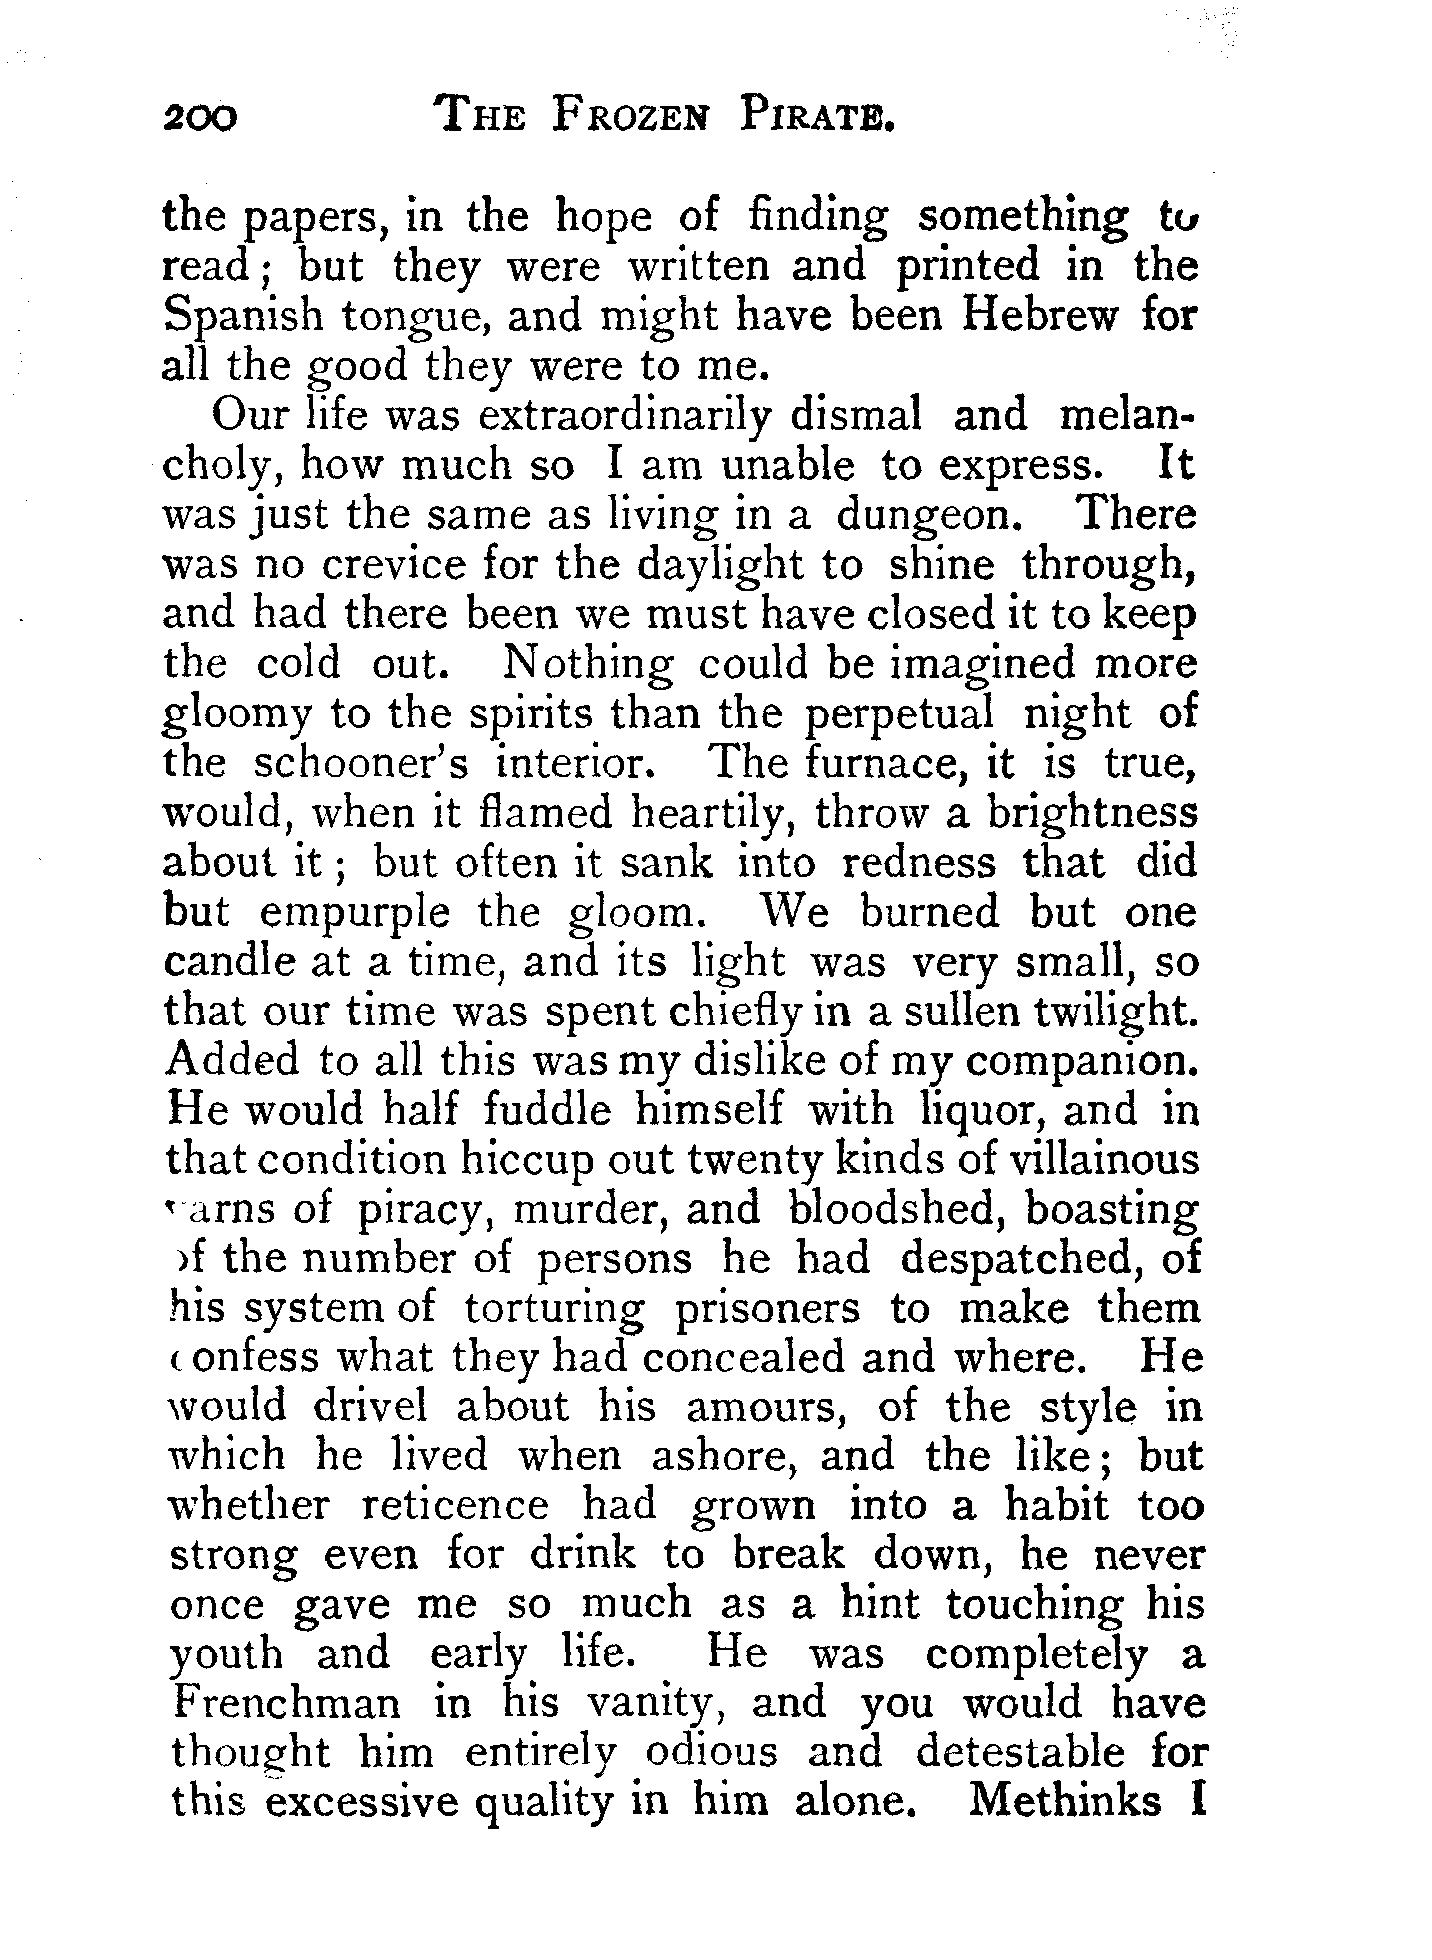 200 The Frozen Pirate.
the papers, in the hope of finding something to
read; but they were written and printed in the
Spanish tongue, and might have been Hebrew for
all the good they were to me.
Our life was extraordinarily dismal and melan-
choly, how much so I am unable to express. It
was just the same as living in a dungeon. There
was no crevice for the daylight to shine through,
and had there been we must have closed it to keep
the cold out. Nothing could be imagined more
gloomy to the spirits than the perpetual night of
the schooner's interior. The furnace, it is true,
would, when it flamed heartily, throw a brightness
about it; but often it sank into redness that did
but empurple the gloom. We burned but one
candle at a time, and its light was very small, so
that our time was spent chiefly in a sullen twilight.
Added to all this was my dislike of my companion.
He would half fuddle himself with liquor, and in
that condition hiccup out twenty kinds of villainous
yarns of piracy, murder, and bloodshed, boasting
of the number of persons he had despatched, of
his system of torturing prisoners to make them
confess what they had concealed and where. He
would drivel about his amours, of the style in
which he lived when ashore, and the like; but
whether reticence had grown into a habit too
strong even for drink to break down, he never
once gave me so much as a hint touching his
youth and early life. He was completely a
Frenchman in his vanity, and you would have
thought him entirely odious and detestable for
this excessive quality in him alone. Methinks I